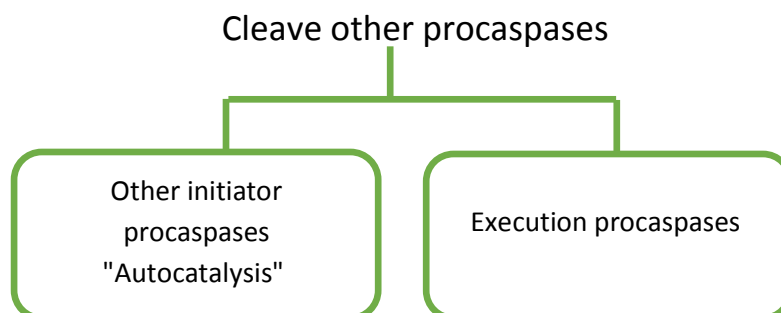 Cleave other procaspases
Other initiator
procaspases
"Autocatalysis"
Execution procaspases